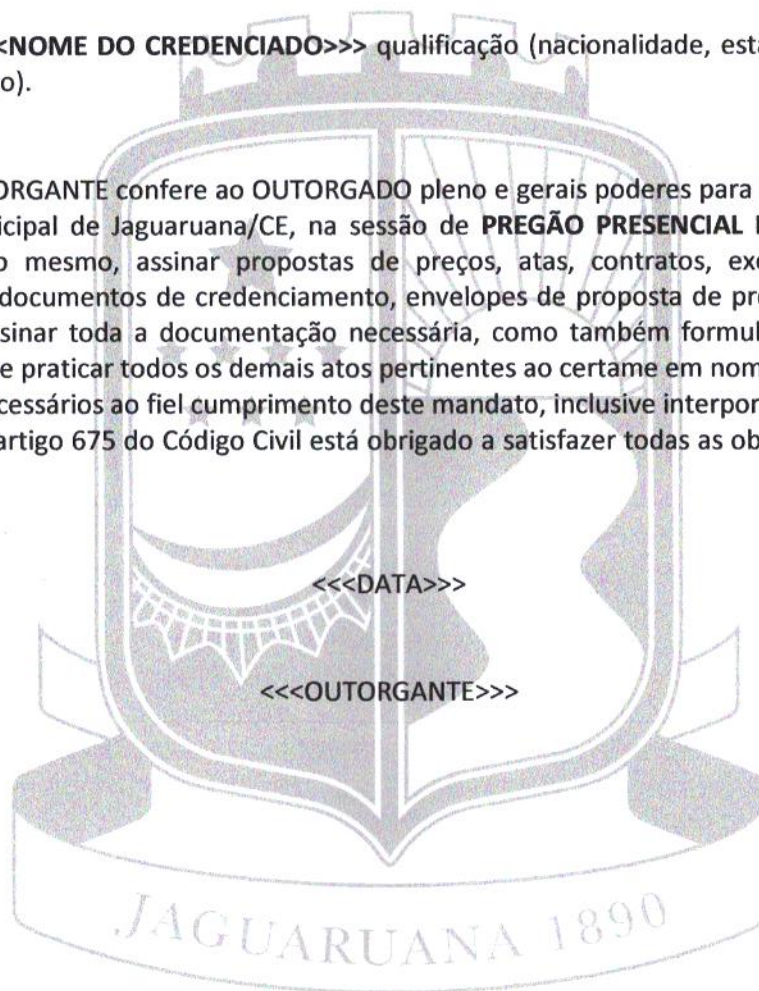 <NOME DO CREDENCIADO>>> qualificação (nacionalidade, esta
o).
ORGANTE confere ao OUTORGADO pleno e gerais poderes para
icipal de Jaguaruana/CE, na sessão de PREGÃO PRESENCIAL
o mesmo, assinar propostas de preços, atas, contratos, exe
documentos de credenciamento, envelopes de proposta de pre
sinar toda a documentação necessária, como também formul
e praticar todos os demais atos pertinentes ao certame em nom
cessários ao fiel cumprimento deste mandato, inclusive interpor
artigo 675 do Código Civil está obrigado a satisfazer todas as ob
<<<DATA>>>
<<<OUTORGANTE>>>
JAGUARUANA 1890